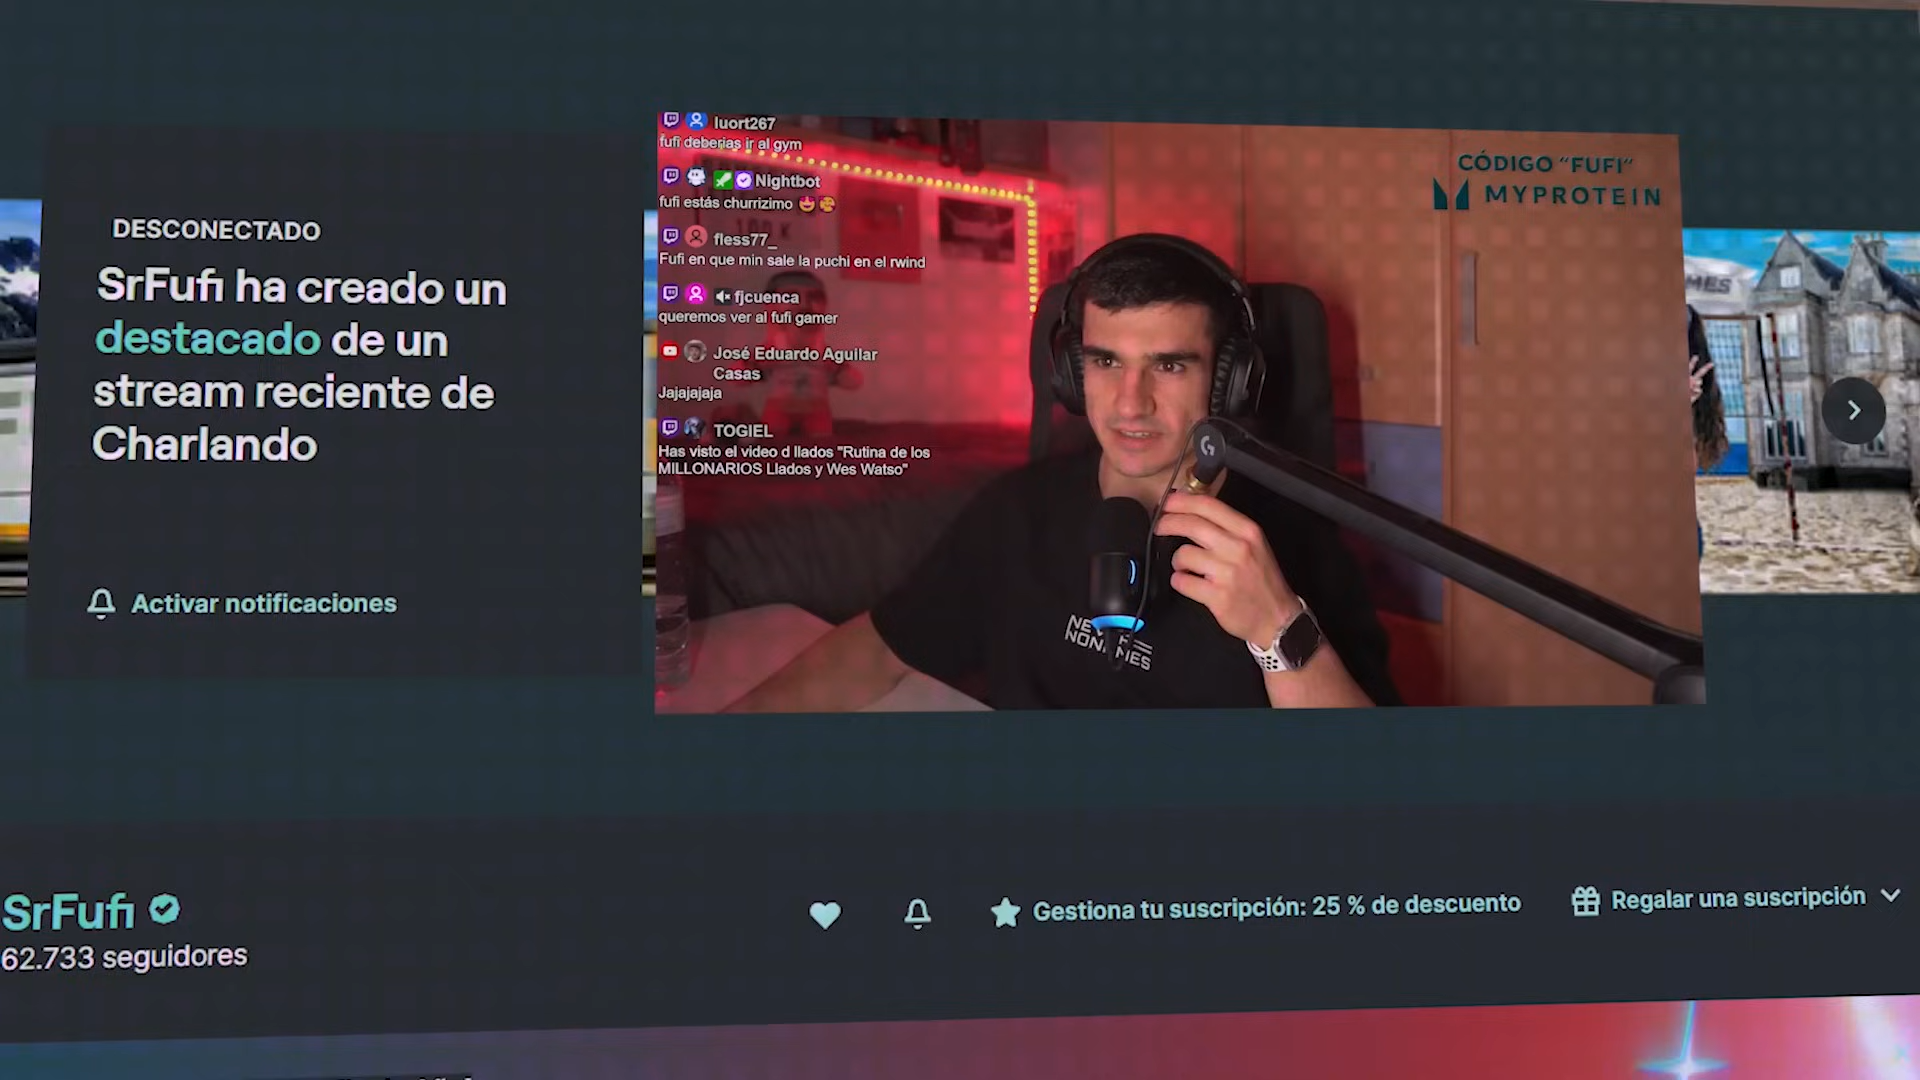 DESCONECTADO
SrFufi ha creado un
destacado de un
stream reciente de
Charlando
Activar notificaciones
luort267
fufi deberias ir al gym
Nightbot
fufi estás churrizimo
fless77_
Fufi en que min sale la puchi en el rwind
fjcuenca
queremos ver al fufi gamer
José Eduardo Aguilar
Casas
Jajajajaja
TOGIEL
Has visto el video d llados "Rutina de los
MILLONARIOS Llados y Wes Watso"
CÓDIGO “FUFI”
MYPROTEIN
SrFufi
62.733 seguidores
Gestiona tu suscripción: 25 % de descuento
Regalar una suscripción